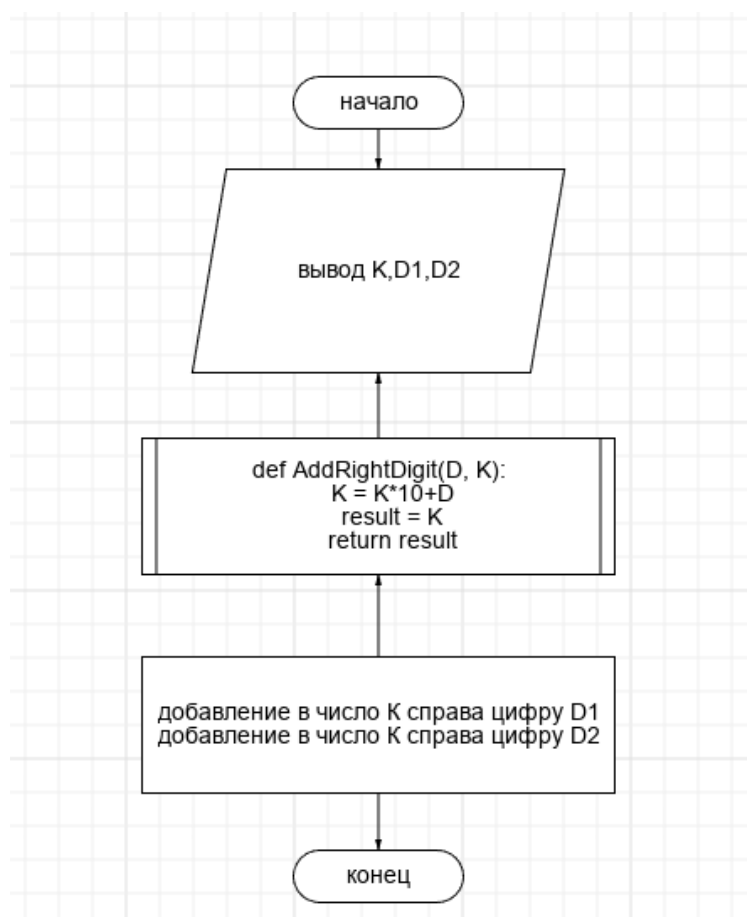 начало
вывод K,D1,D2
def AddRightDigit(D, K):
K = K*10+D
result = K
return result
добавление в число К справа цифру D1
добавление в число К справа цифру D2
конец